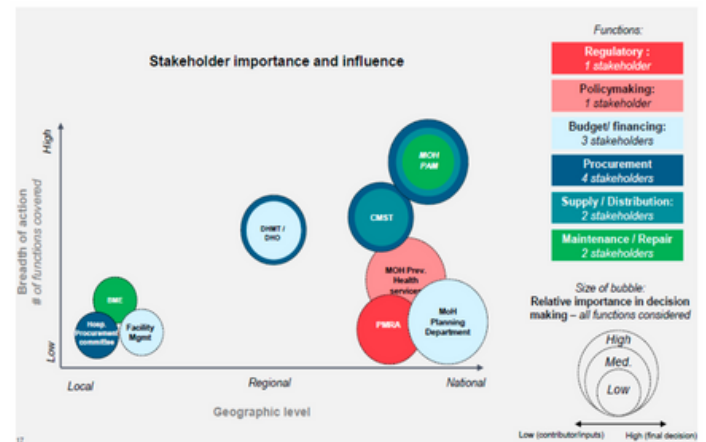 Stakeholder importance and influence
Functions:
Regulatory :
1 stakeholder
Policymaking:
1 stakeholder
Budget/ financing:
3 stakeholders
Procurement
4 stakeholders
Supply / Distribution:
2 stakeholders
Maintenance / Repair
2 stakeholders
Size of bubble:
Relative importance in decision
making – all functions considered
High
Med.
Low
Low (contributor/inputs)
High (final decision)
Breadth of action
# of functions covered
High
Low
MOH
PAM
CMST
DHMT /
DHO
MOH Prev.
Health
services
PMRA
MoH
Planning
Department
BME
Hosp.
Procurement
committee
Facility
Mgmt
Local
Regional
National
Geographic level